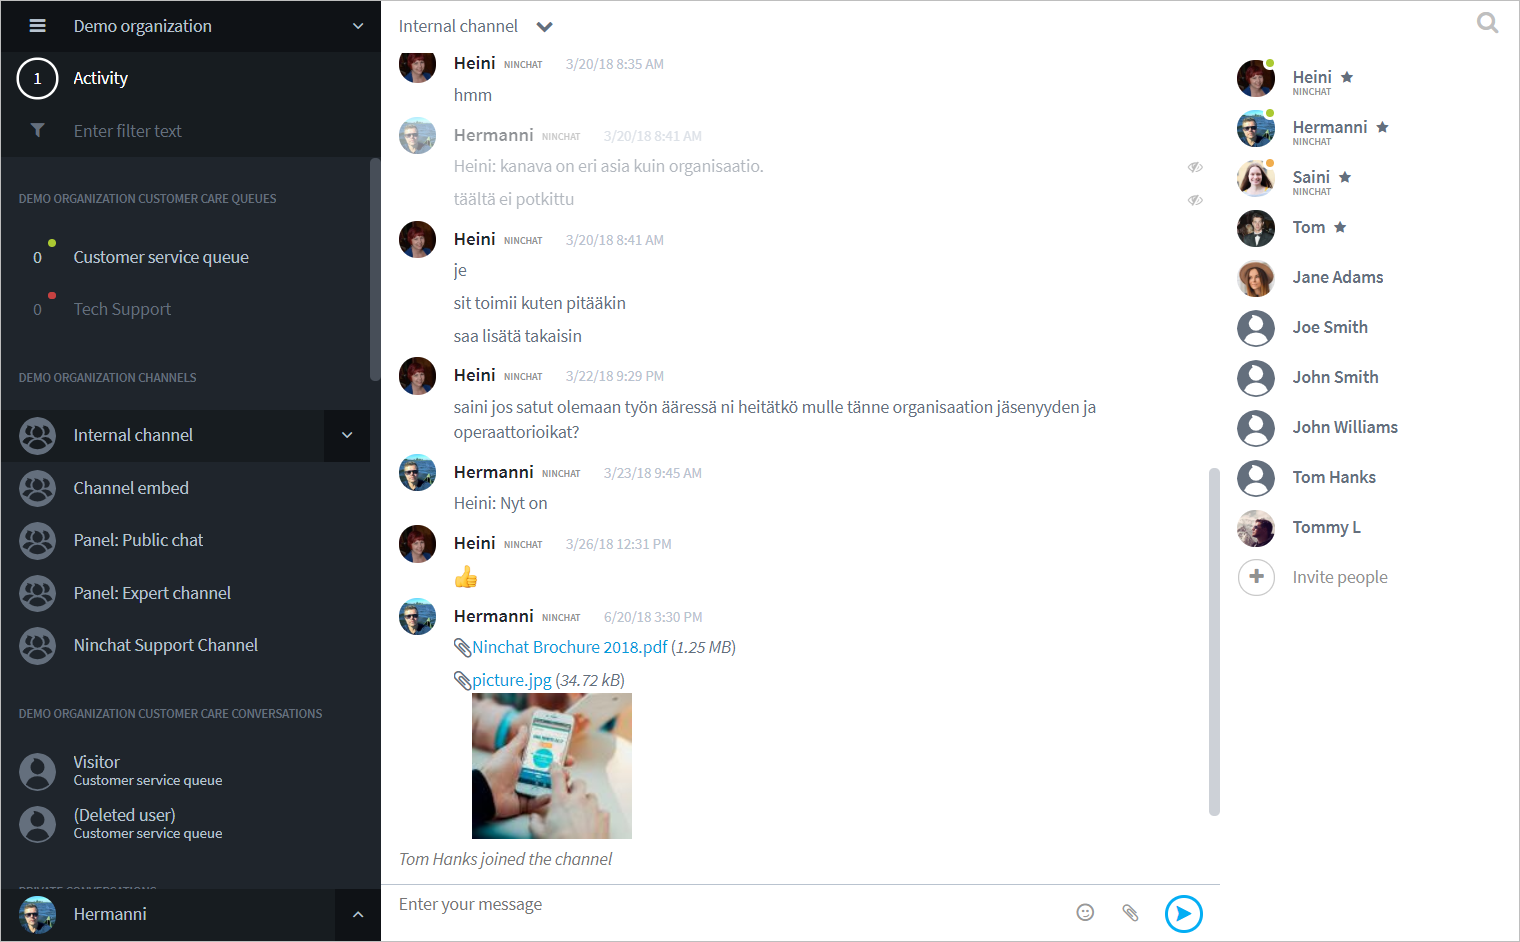 Demo organization
1 Activity
Enter filter text
DEMO ORGANIZATION CUSTOMER CARE QUEUES
0 Customer service queue
0 Tech Support
DEMO ORGANIZATION CHANNELS
Internal channel
Channel embed
Panel: Public chat
Panel: Expert channel
Ninchat Support Channel
DEMO ORGANIZATION CUSTOMER CARE CONVERSATIONS
Visitor
Customer service queue
(Deleted user)
Customer service queue
PRIVATE CONVERSATIONS
Hermanni
Internal channel
Heini NINCHAT 3/20/18 8:35 AM
hmm
Hermanni NINCHAT 3/20/18 8:41 AM
Heini: kanava on eri asia kuin organisaatio.
täältä ei potkittu
Heini NINCHAT 3/20/18 8:41 AM
je
sit toimii kuten pitääkin
saa lisätä takaisin
Heini NINCHAT 3/22/18 9:29 PM
saini jos satut olemaan työn ääressä ni heitätkö mulle tänne organisaation jäsenyyden ja
operaattorioikat?
Hermanni NINCHAT 3/23/18 9:45 AM
Heini: Nyt on
Heini NINCHAT 3/26/18 12:31 PM
👍
Hermanni NINCHAT 6/20/18 3:30 PM
Ninchat Brochure 2018.pdf (1.25 MB)
picture.jpg (34.72 kB)
Tom Hanks joined the channel
Enter your message
Heini
NINCHAT
Hermanni
NINCHAT
Saini
NINCHAT
Tom
Jane Adams
Joe Smith
John Smith
John Williams
Tom Hanks
Tommy L
Invite people